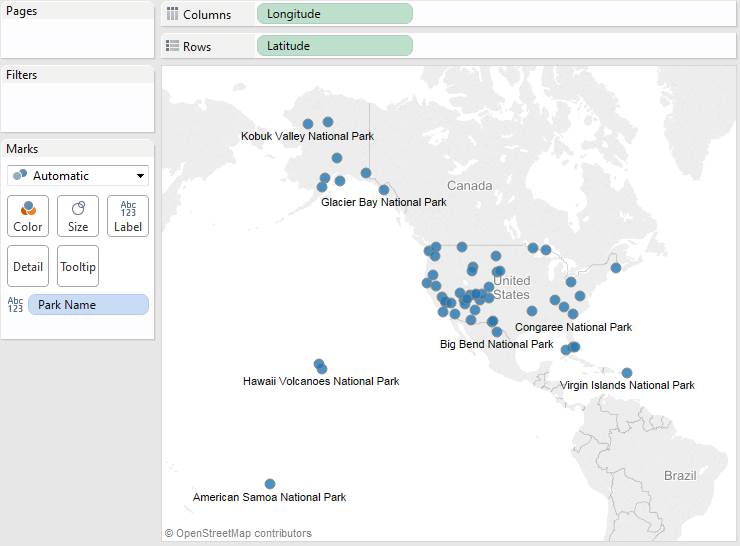 Pages
Columns
Longitude
Rows
Latitude
Filters
Marks
Automatic
Color
Size
Abc
123
Label
Detail
Tooltip
Abc
123
Park Name
Kobuk Valley National Park
Canada
Glacier Bay National Park
United
States
Congaree National Park
Big Bend National Park
Hawaii Volcanoes National Park
Virgin Islands National Park
Brazil
American Samoa National Park
© OpenStreetMap contributors